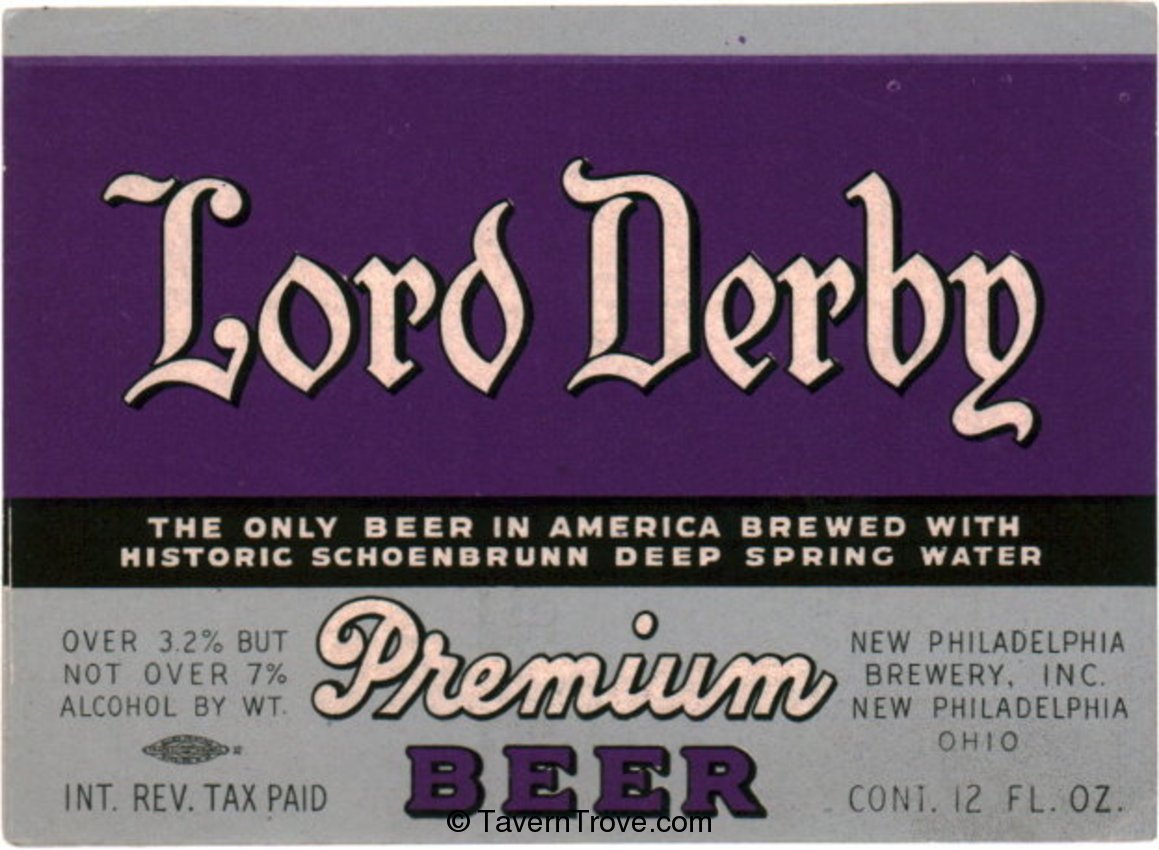 Lord Derby
THE ONLY BEER IN AMERICA BREWED WITH
HISTORIC SCHOENBRUNN DEEP SPRING WATER
OVER 3.2% BUT
NOT OVER 7%
ALCOHOL BY WT.
INT. REV. TAX PAID
Premium
BEER
NEW PHILADELPHIA
BREWERY, INC.
NEW PHILADELPHIA
OHIO
CONT. 12 FL. OZ.
© TavernTrove.com